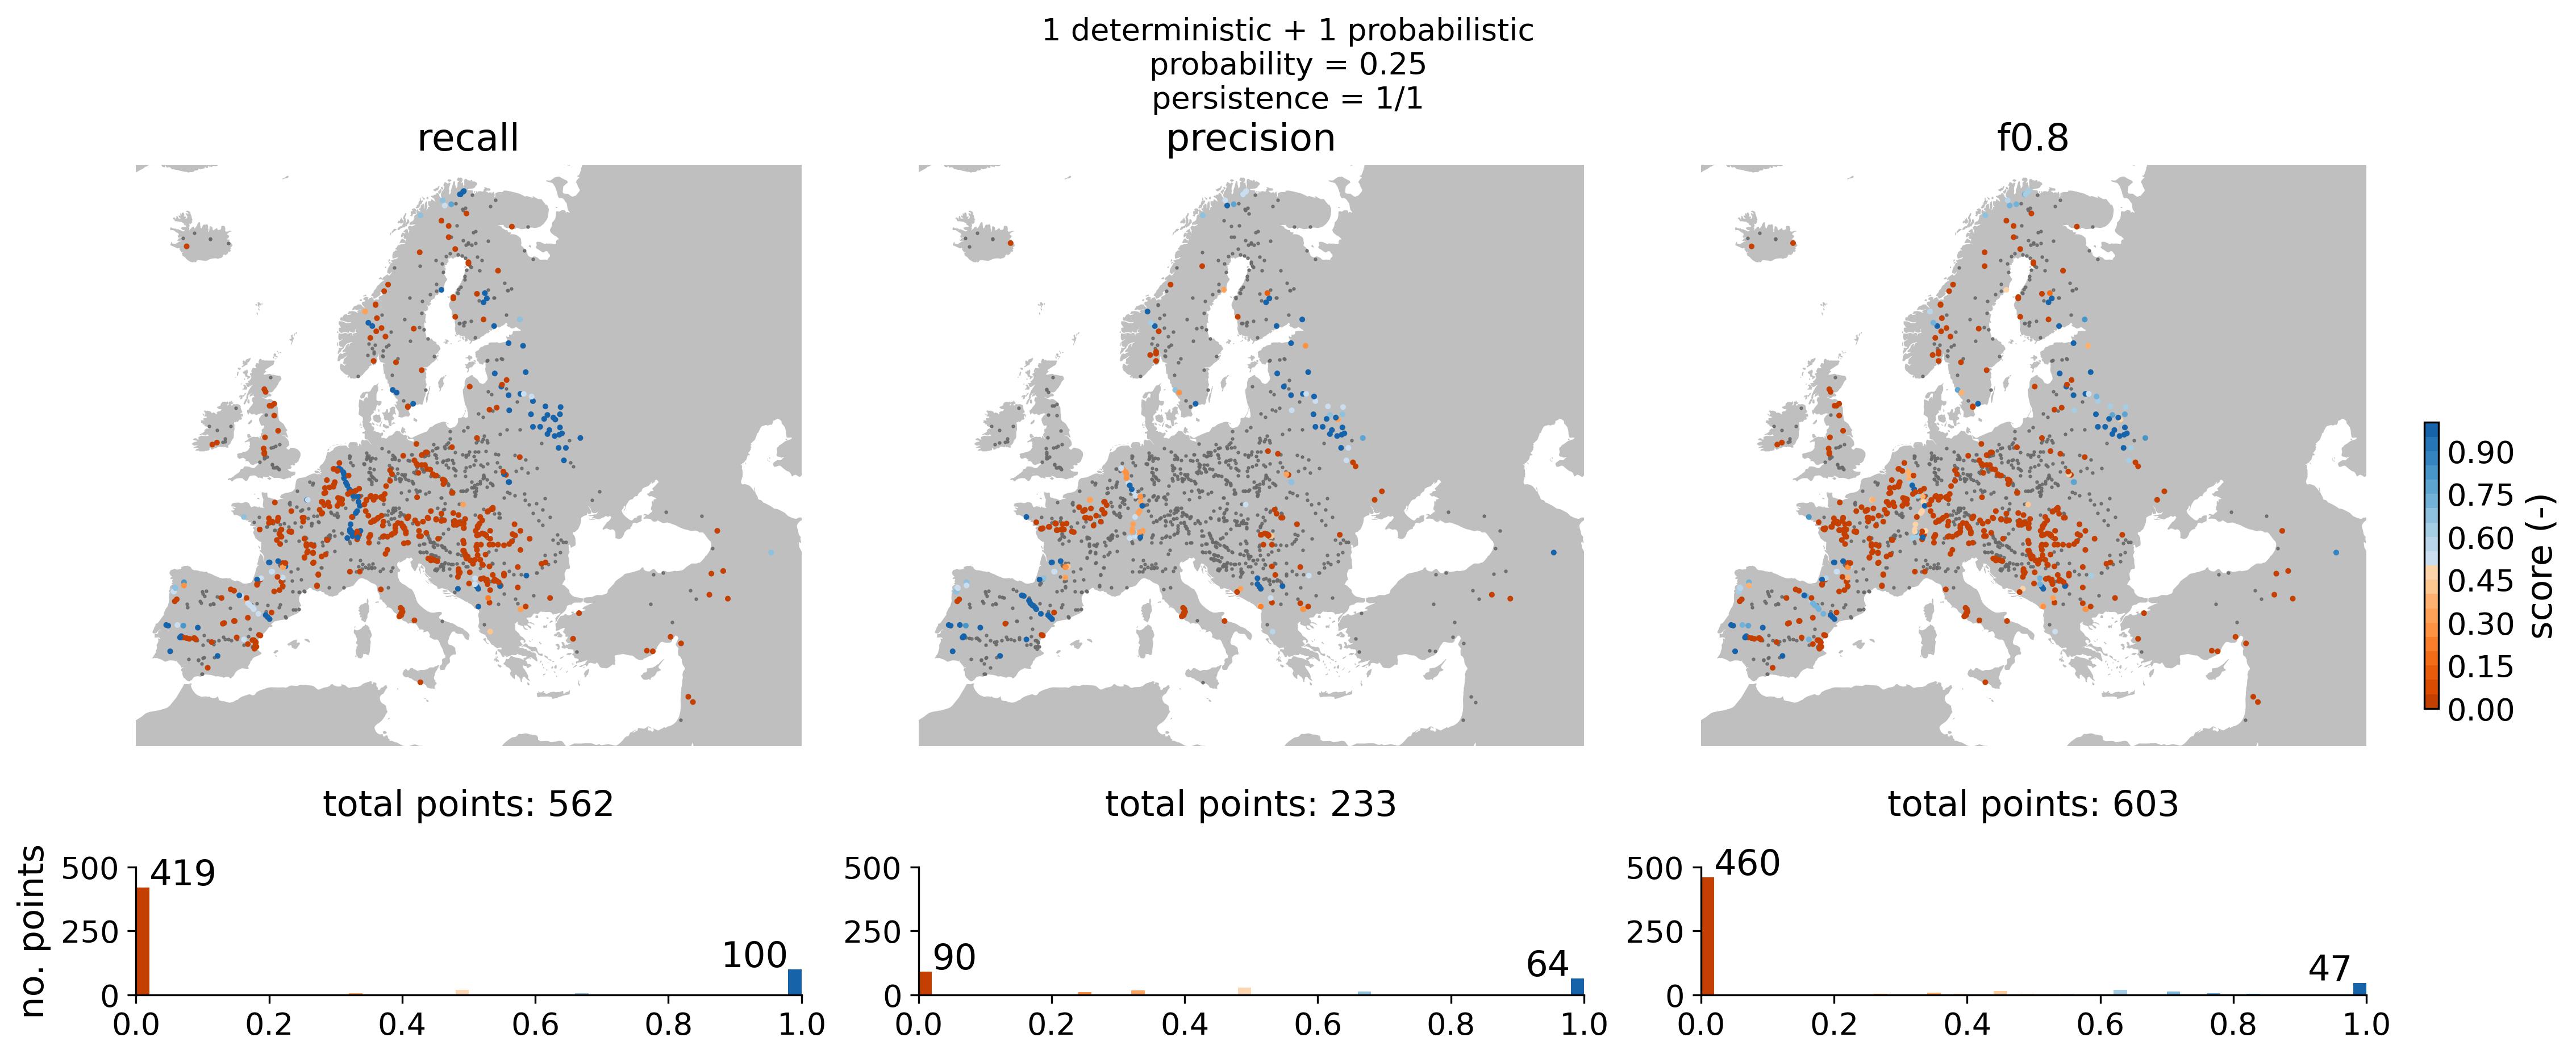 1 deterministic + 1 probabilistic
probability = 0.25
persistence = 1/1
recall
precision
f0.8
0.90
0.75
0.60
0.45
0.30
0.15
0.00
score (-)
total points: 562
total points: 233
total points: 603
no. points
500
250
0
419
100
0.0 0.2 0.4 0.6 0.8 1.0
500
250
0
90
64
0.0 0.2 0.4 0.6 0.8 1.0
500
250
0
460
47
0.0 0.2 0.4 0.6 0.8 1.0